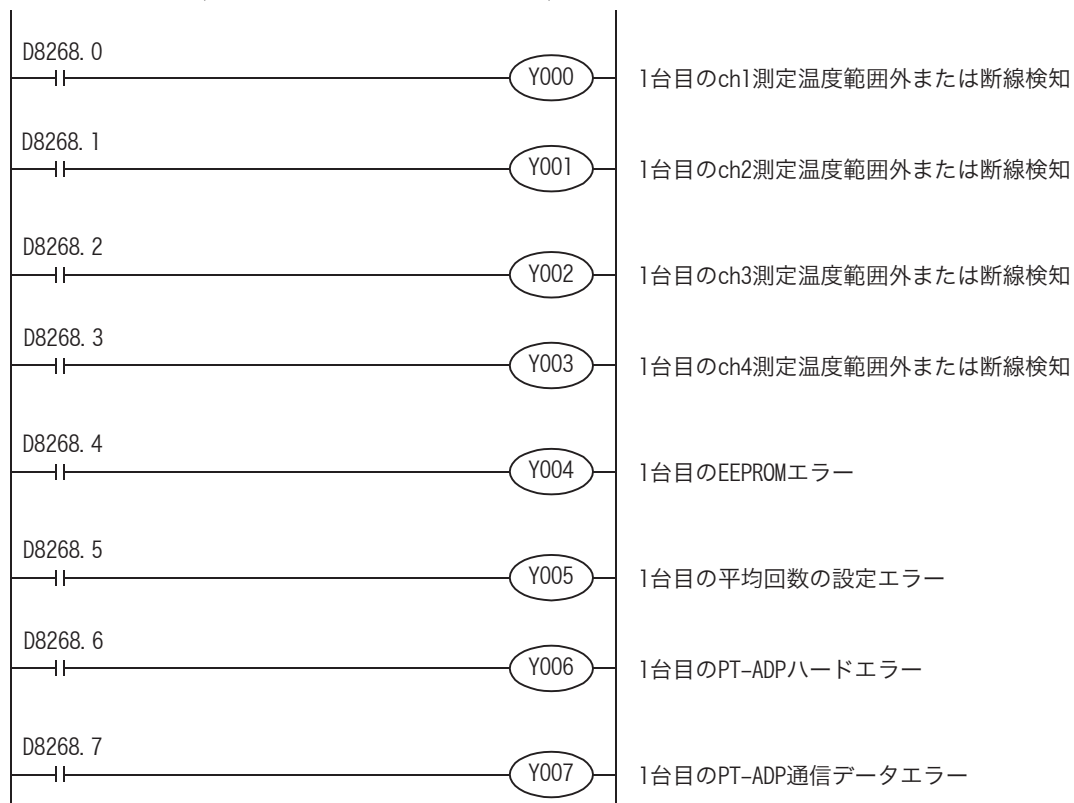 D8268.0
Y000 1台目のch1測定温度範囲外または断線検知
D8268.1
Y001 1台目のch2測定温度範囲外または断線検知
D8268.2
Y002 1台目のch3測定温度範囲外または断線検知
D8268.3
Y003 1台目のch4測定温度範囲外または断線検知
D8268.4
Y004 1台目のEEPROMエラー
D8268.5
Y005 1台目の平均回数の設定エラー
D8268.6
Y006 1台目のPT-ADPハードエラー
D8268.7
Y007 1台目のPT-ADP通信データエラー